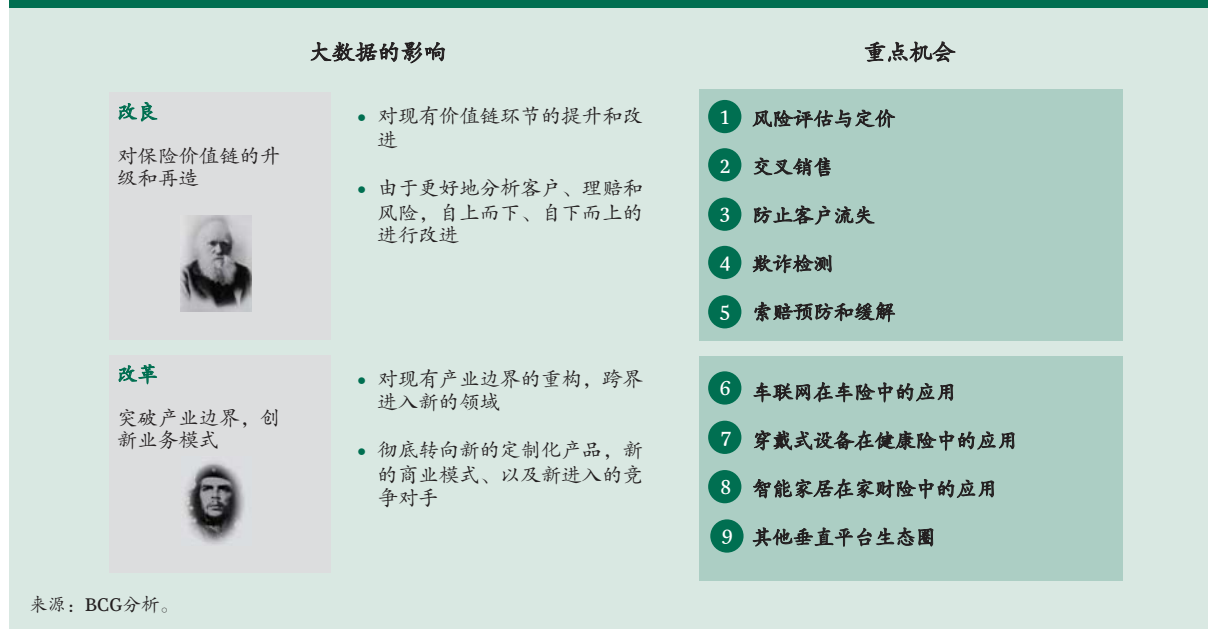 大数据的影响
重点机会
改良
对保险价值链的升
级和再造
• 对现有价值链环节的提升和改
进
• 由于更好地分析客户、理赔和
风险，自上而下、自下而上的
进行改进
1 风险评估与定价
2 交叉销售
3 防止客户流失
4 欺诈检测
5 索赔预防和缓解
改革
突破产业边界，创
新业务模式
• 对现有产业边界的重构，跨界
进入新的领域
• 彻底转向新的定制化产品，新
的商业模式、以及新进入的竞
争对手
6 车联网在车险中的应用
7 穿戴式设备在健康险中的应用
8 智能家居在家财险中的应用
9 其他垂直平台生态圈
来源：BCG分析。